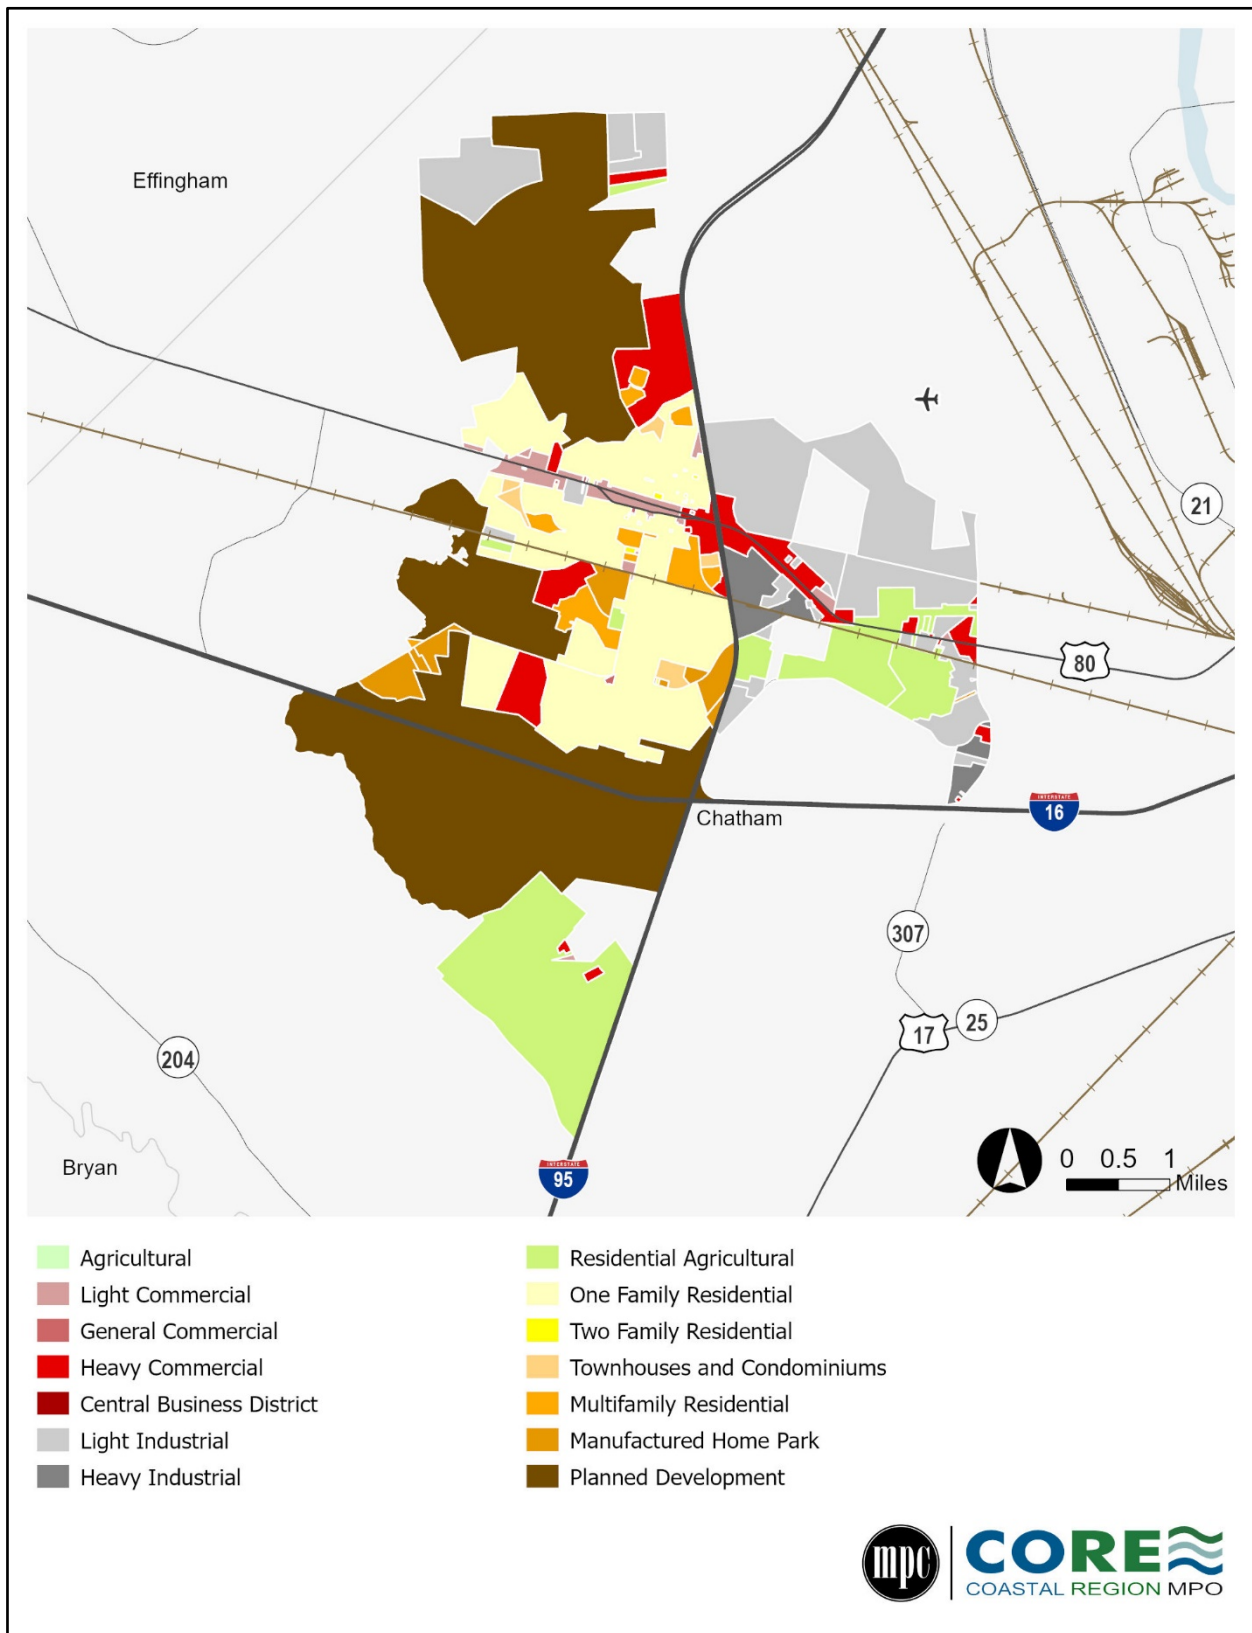 Effingham
21
80
Chatham
INTERSTATE
16
307
17
25
204
Bryan
INTERSTATE
95
0 0.5 1
Miles
Agricultural
Light Commercial
General Commercial
Heavy Commercial
Central Business District
Light Industrial
Heavy Industrial
Residential Agricultural
One Family Residential
Two Family Residential
Townhouses and Condominiums
Multifamily Residential
Manufactured Home Park
Planned Development
mpc
CORE
COASTAL REGION MPO